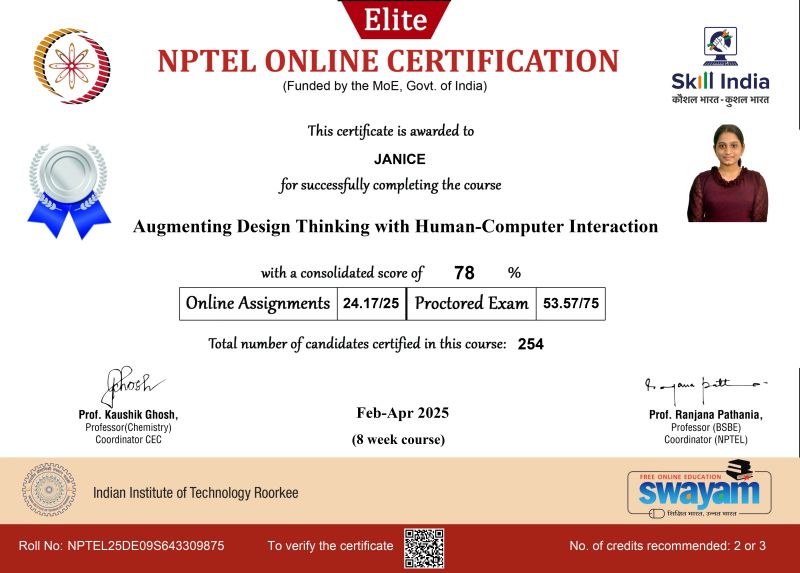 Elite
NPTEL ONLINE CERTIFICATION
(Funded by the MoE, Govt. of India)
Skill India
कौशल भारत - कुशल भारत
This certificate is awarded to
JANICE
for successfully completing the course
Augmenting Design Thinking with Human-Computer Interaction
with a consolidated score of 78 %
Online Assignments 24.17/25 Proctored Exam 53.57/75
Total number of candidates certified in this course: 254
Ghosh
Prof. Kaushik Ghosh,
Professor(Chemistry)
Coordinator CEC
Feb-Apr 2025
(8 week course)
Prof. Ranjana Pathania,
Professor (BSBE)
Coordinator (NPTEL)
Indian Institute of Technology Roorkee
FREE ONLINE EDUCATION
swayam
शिक्षित भारत, उन्नत भारत
Roll No: NPTEL25DE09S643309875
To verify the certificate
No. of credits recommended: 2 or 3